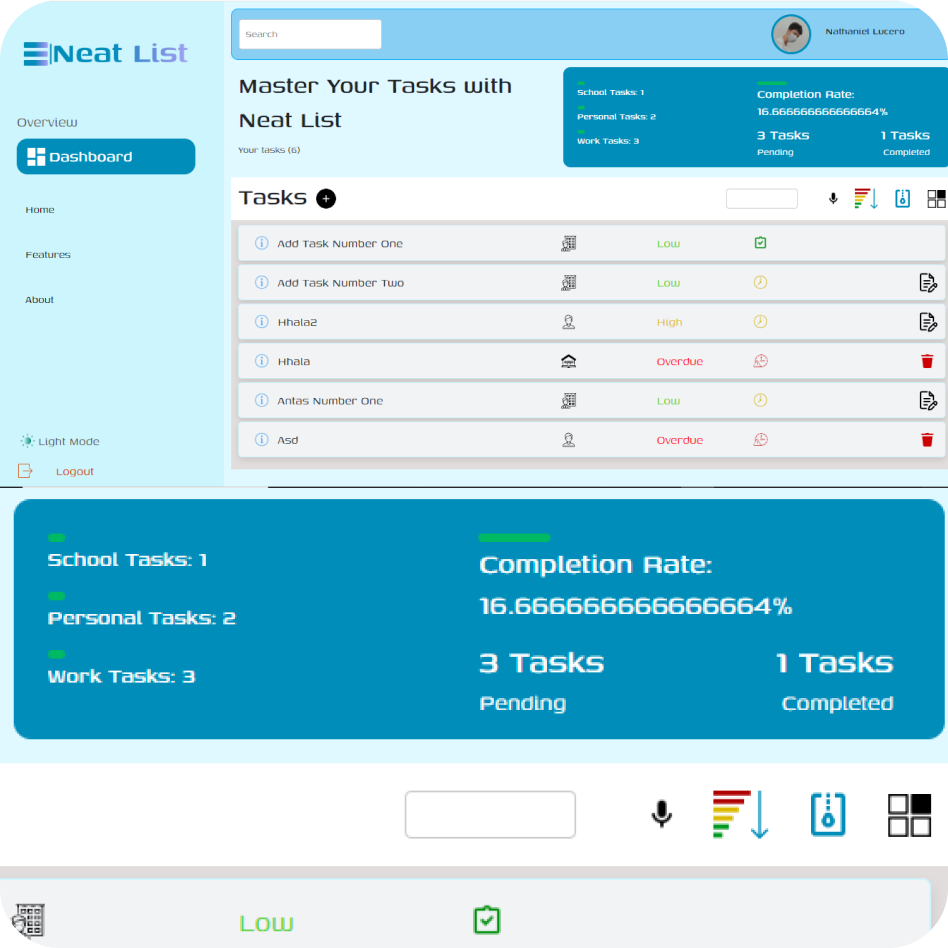 Neat List
Search
Nathaniel Lucero
Overview
Dashboard
Home
Features
About
Light Mode
Logout
Master Your Tasks with
Neat List
Your tasks (6)
School Tasks: 1
Personal Tasks: 2
Work Tasks: 3
Completion Rate:
16.666666666666664%
3 Tasks
Pending
1 Tasks
Completed
Tasks
Add Task Number One Low
Add Task Number Two Low
Hhala2 High
Hhala Overdue
Antas Number One Low
Asd Overdue
School Tasks: 1
Personal Tasks: 2
Work Tasks: 3
Completion Rate:
16.666666666666664%
3 Tasks
Pending
1 Tasks
Completed
Low